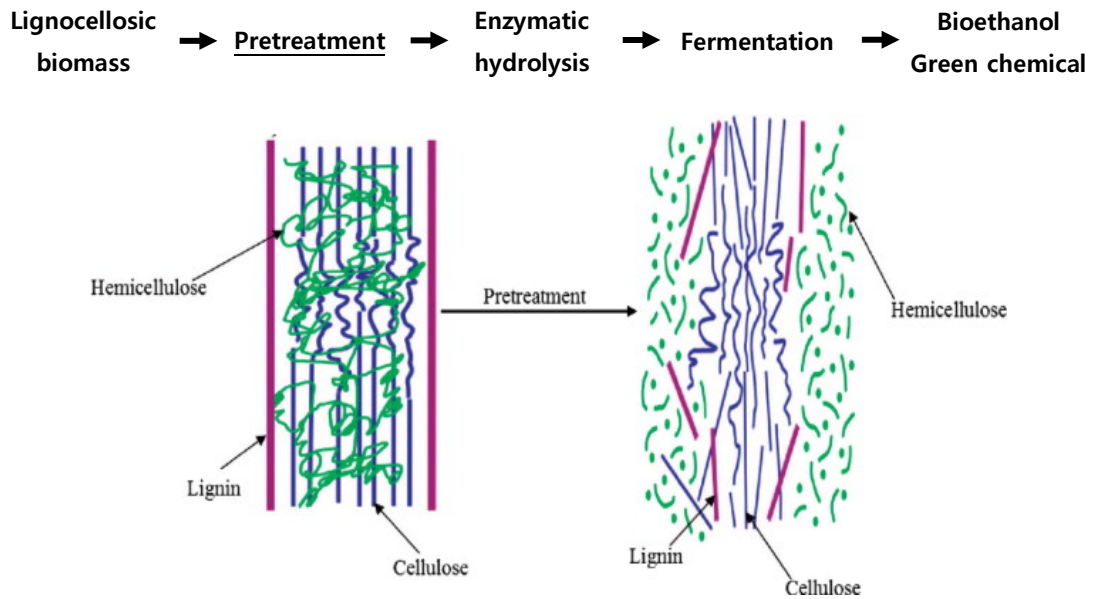 Lignocellosic
biomass
Pretreatment
Enzymatic
hydrolysis
Fermentation
Bioethanol
Green chemical
Hemicellulose
Lignin
Cellulose
Pretreatment
Hemicellulose
Lignin
Cellulose